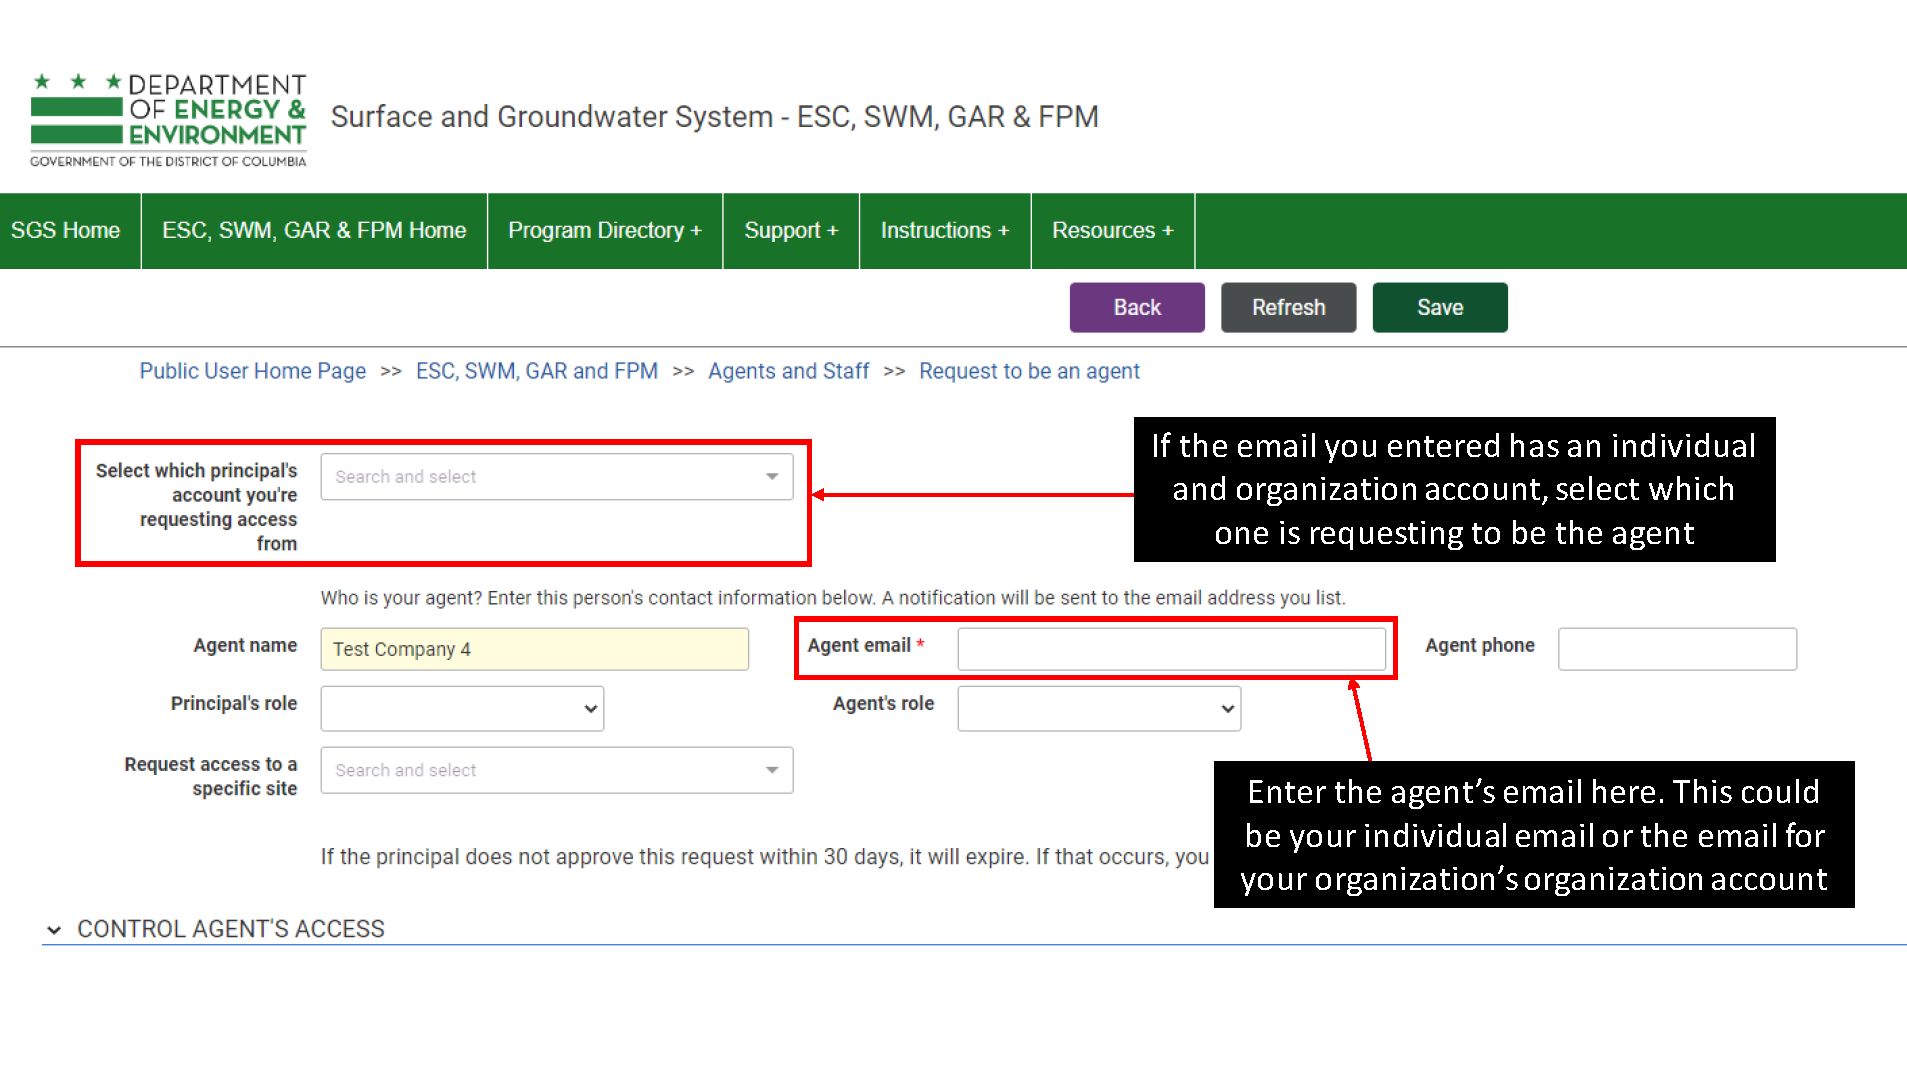 DEPARTMENT
OF ENERGY &
ENVIRONMENT
GOVERNMENT OF THE DISTRICT OF COLUMBIA
Surface and Groundwater System - ESC, SWM, GAR & FPM
SGS Home
ESC, SWM, GAR & FPM Home
Program Directory +
Support +
Instructions +
Resources +
Back
Refresh
Save
Public User Home Page >> ESC, SWM, GAR and FPM >> Agents and Staff >> Request to be an agent
Select which principal's
account you're
requesting access
from
Search and select
If the email you entered has an individual
and organization account, select which
one is requesting to be the agent
Who is your agent? Enter this person's contact information below. A notification will be sent to the email address you list.
Agent name
Test Company 4
Agent email *
Agent phone
Principal's role
Agent's role
Request access to a
specific site
Search and select
Enter the agent’s email here. This could
be your individual email or the email for
your organization’s organization account
If the principal does not approve this request within 30 days, it will expire. If that occurs, you
CONTROL AGENT'S ACCESS